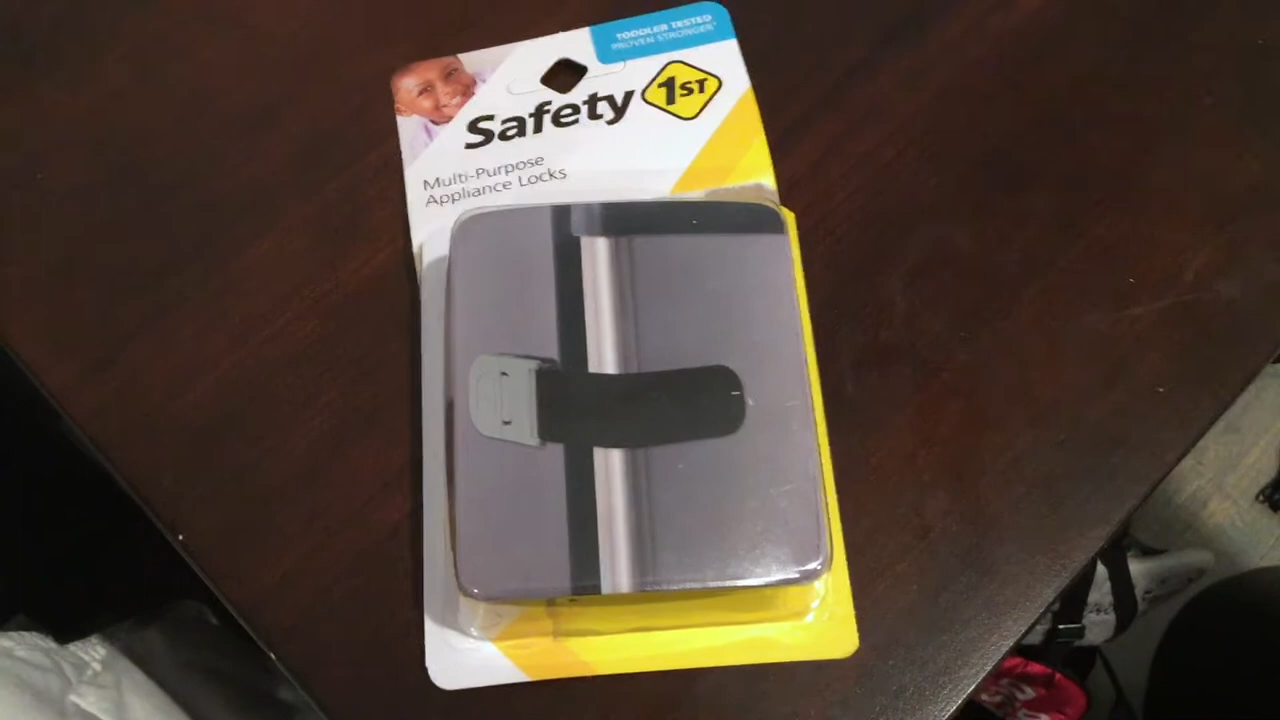 TODDLER TESTED
PROVEN STRONGER*
Safety 1ST
Multi-Purpose
Appliance Locks